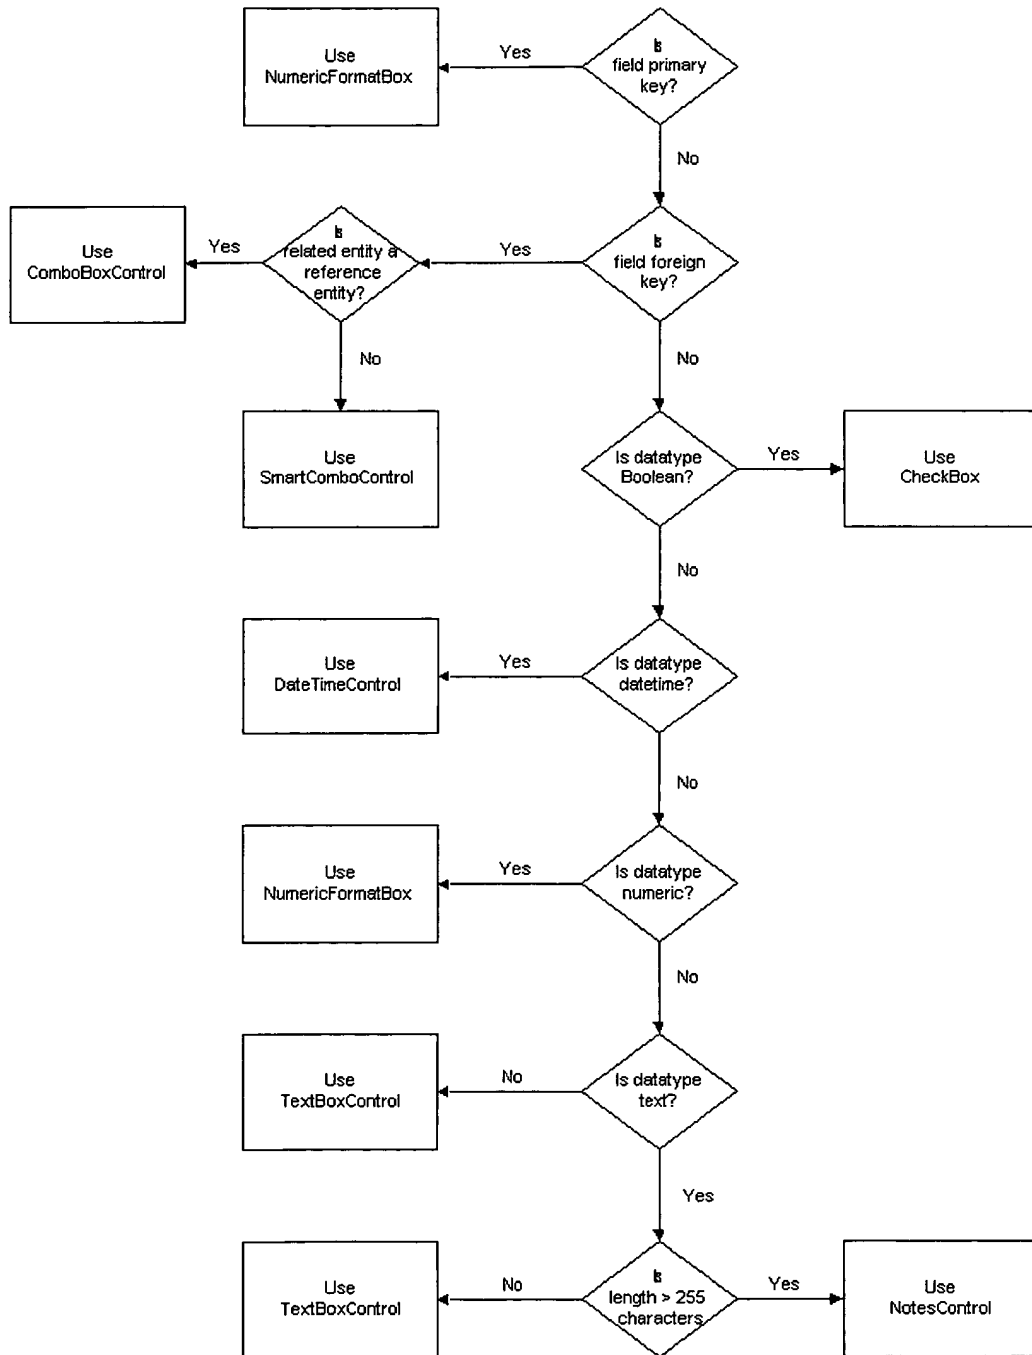 Use
NumericFormatBox
Yes
Is
field primary
key?
No
Use
ComboBoxControl
Yes
Is
related entity a
reference
entity?
Yes
Is
field foreign
key?
No
No
Use
SmartComboControl
Is datatype
Boolean?
Yes
Use
CheckBox
No
Use
DateTimeControl
Yes
Is datatype
datetime?
No
Use
NumericFormatBox
Yes
Is datatype
numeric?
No
Use
TextBoxControl
No
Is datatype
text?
Yes
Use
TextBoxControl
No
Is
length > 255
characters
Yes
Use
NotesControl